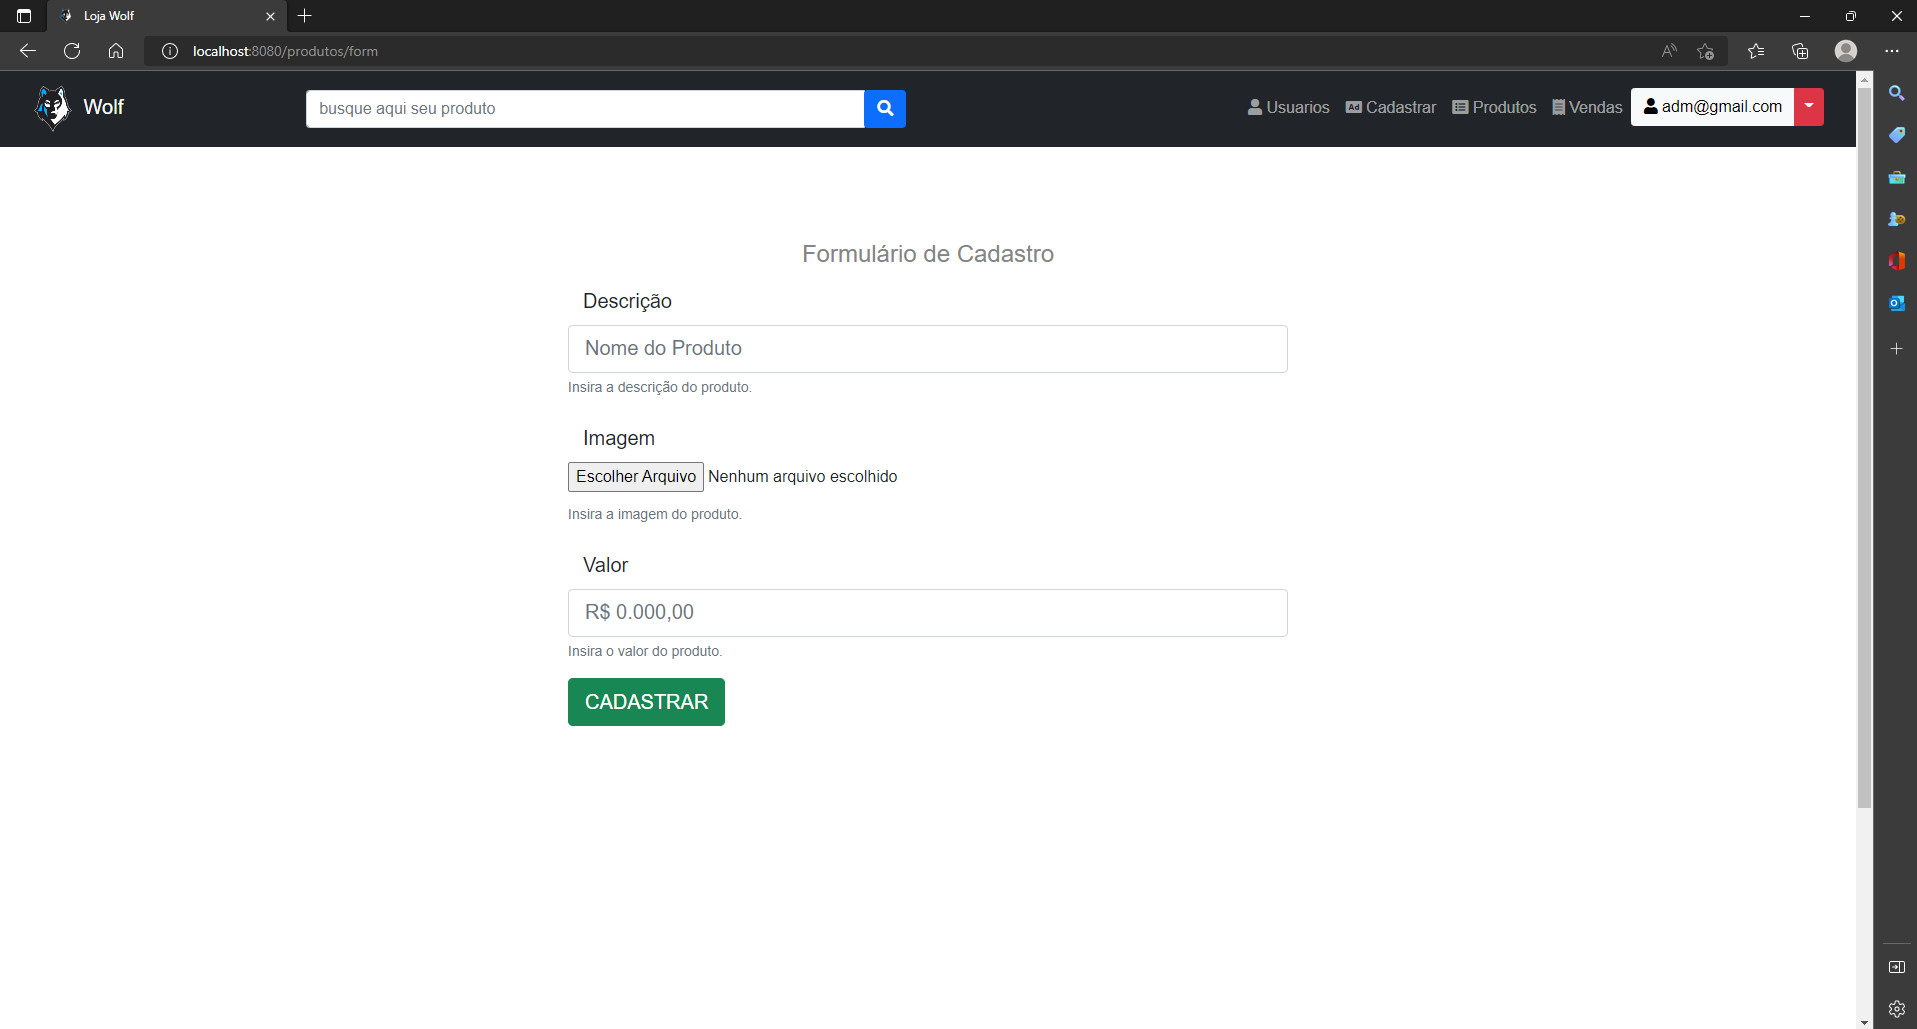 Loja Wolf
localhost:8080/produtos/form
Wolf
busque aqui seu produto
Usuarios
Ad Cadastrar
Produtos
Vendas
adm@gmail.com
Formulário de Cadastro
Descrição
Nome do Produto
Insira a descrição do produto.
Imagem
Escolher Arquivo Nenhum arquivo escolhido
Insira a imagem do produto.
Valor
R$ 0.000,00
Insira o valor do produto.
CADASTRAR